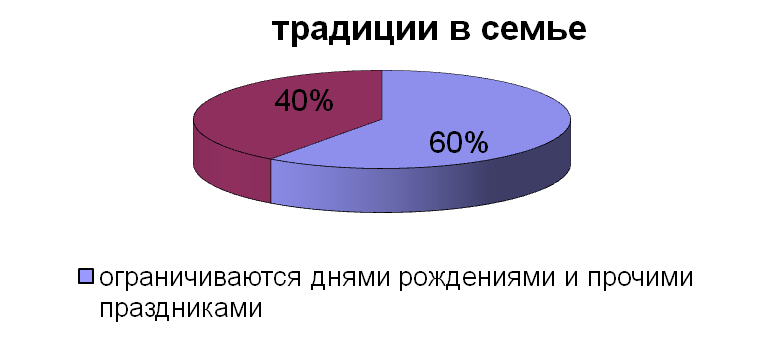 традиции в семье
40%
60%
ограничиваются днями рождениями и прочими
праздниками